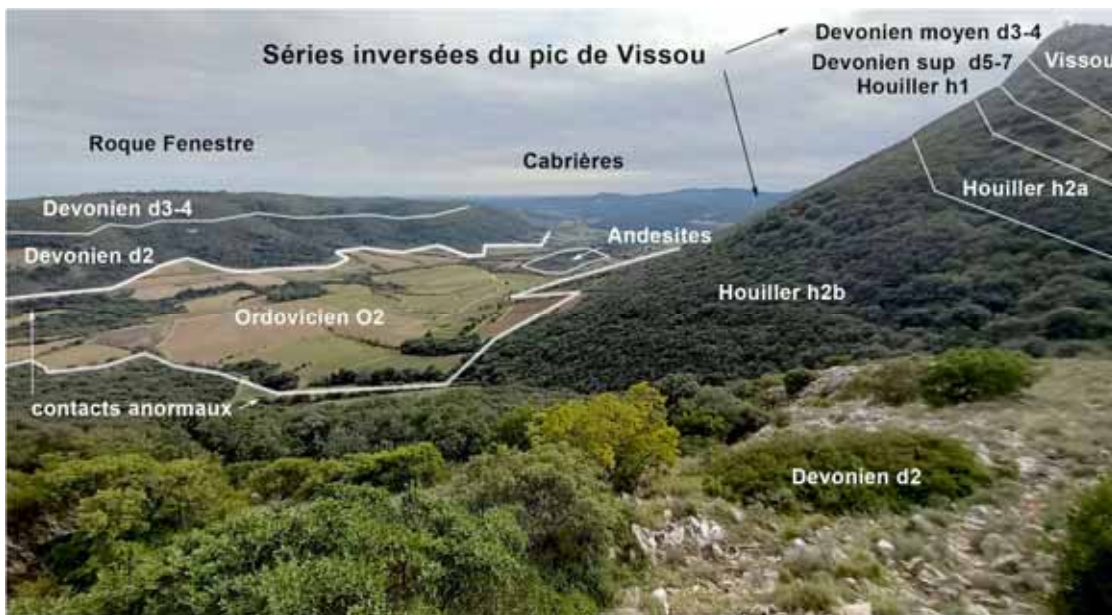 Devonien moyen d3-4
Séries inversées du pic de Vissou
Devonien sup d5-7
Vissou
Houiller h1
Roque Fenestre
Cabrières
Houiller h2a
Devonien d3-4
Andesites
Devonien d2
Houiller h2b
Ordovicien O2
contacts anormaux
Devonien d2